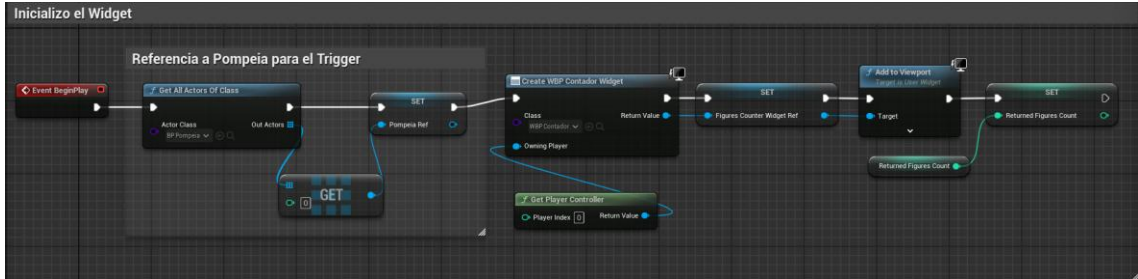 Inicializo el Widget
Referencia a Pompeia para el Trigger
Event BeginPlay
Get All Actors Of Class
Actor Class
BP Pompeia
Out Actors
GET
0
SET
Pompeia Ref
Create WBP Contador Widget
Class
WBP Contador
Return Value
Owning Player
Get Player Controller
Player Index 0
Return Value
SET
Figures Counter Widget Ref
Add to Viewport
Target is User Widget
Target
SET
Returned Figures Count
Returned Figures Count